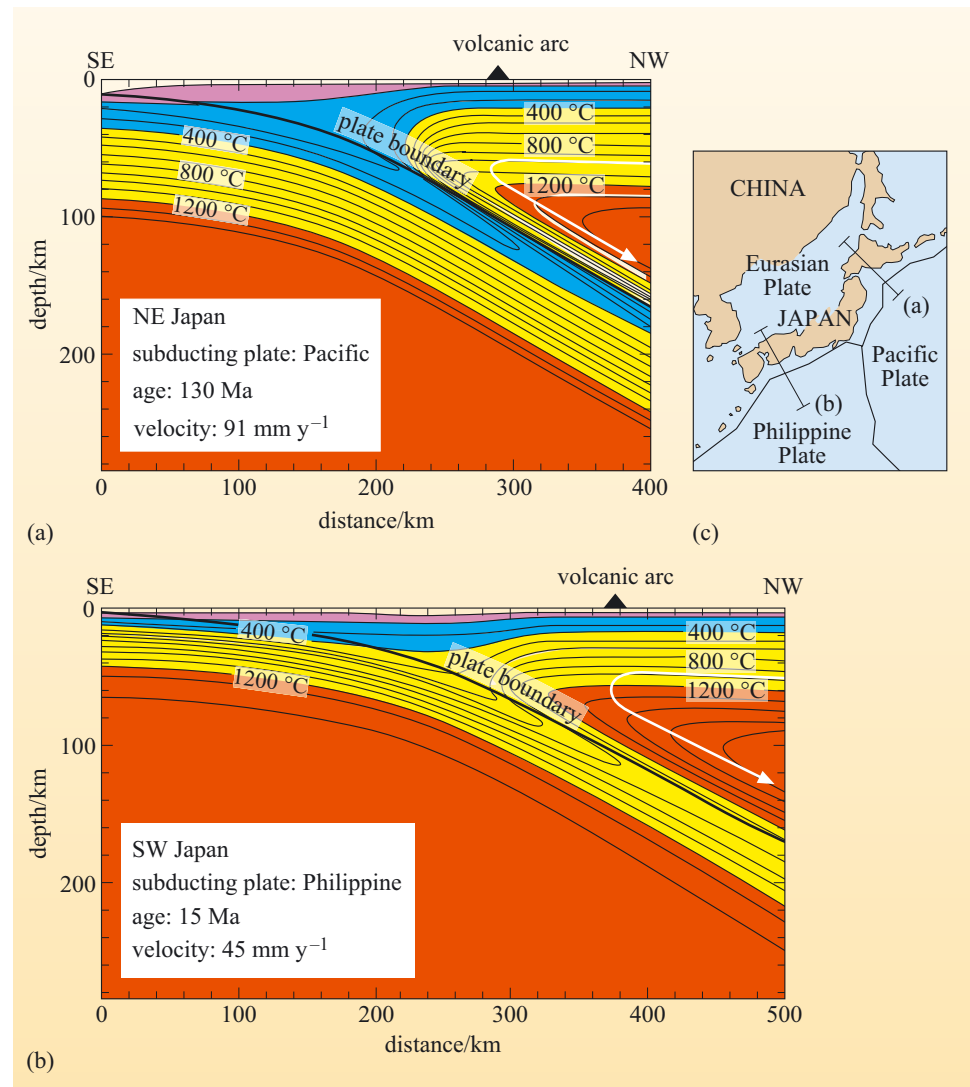 volcanic arc
(a)
SE
NW
0
400 °C
400 °C
800 °C
plate boundary
800 °C
1200 °C
1200 °C
100
200
depth/km
NE Japan
subducting plate: Pacific
age: 130 Ma
velocity: 91 mm y⁻¹
0
100
200
300
400
distance/km
CHINA
Eurasian
Plate
JAPAN
(a)
Pacific
Plate
(b)
Philippine
Plate
(c)
volcanic arc
SE
NW
0
400 °C
400 °C
plate boundary
800 °C
1200 °C
1200 °C
100
200
depth/km
SW Japan
subducting plate: Philippine
age: 15 Ma
velocity: 45 mm y⁻¹
0
100
200
300
400
500
distance/km
(b)